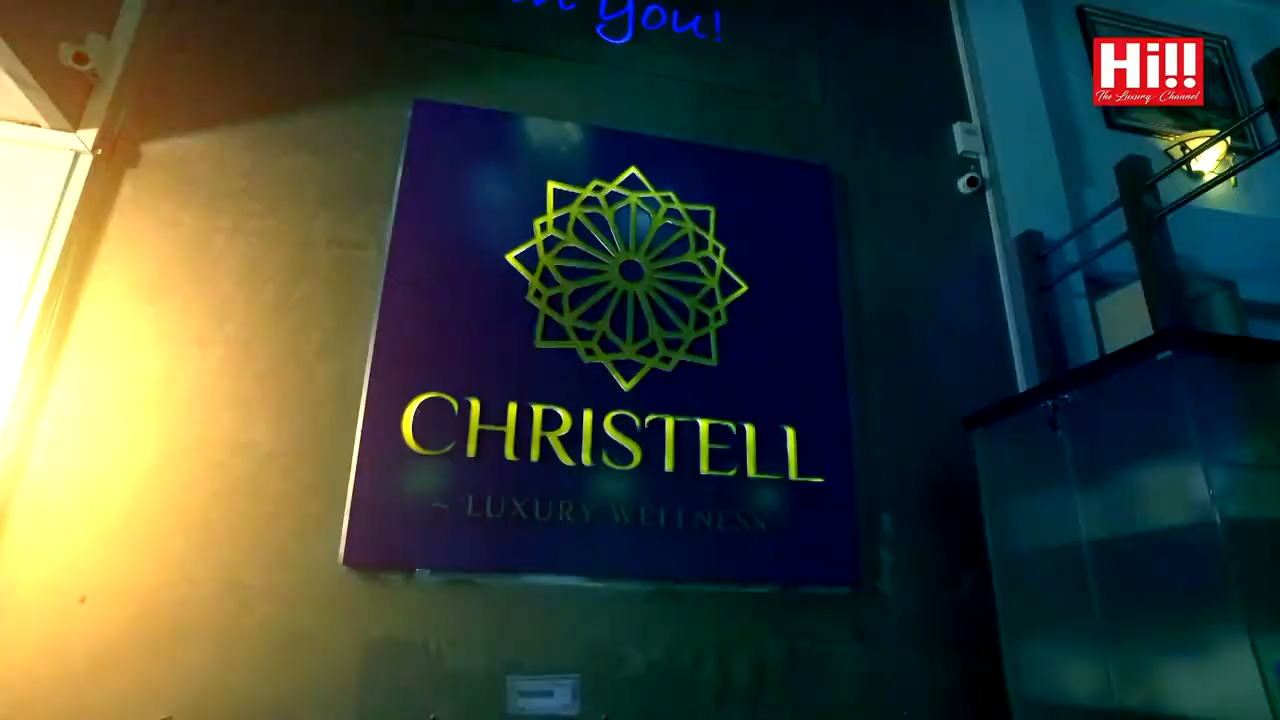 You!
Hi!!
The Luxury Channel
CHRISTELL
~ LUXURY WELLNESS